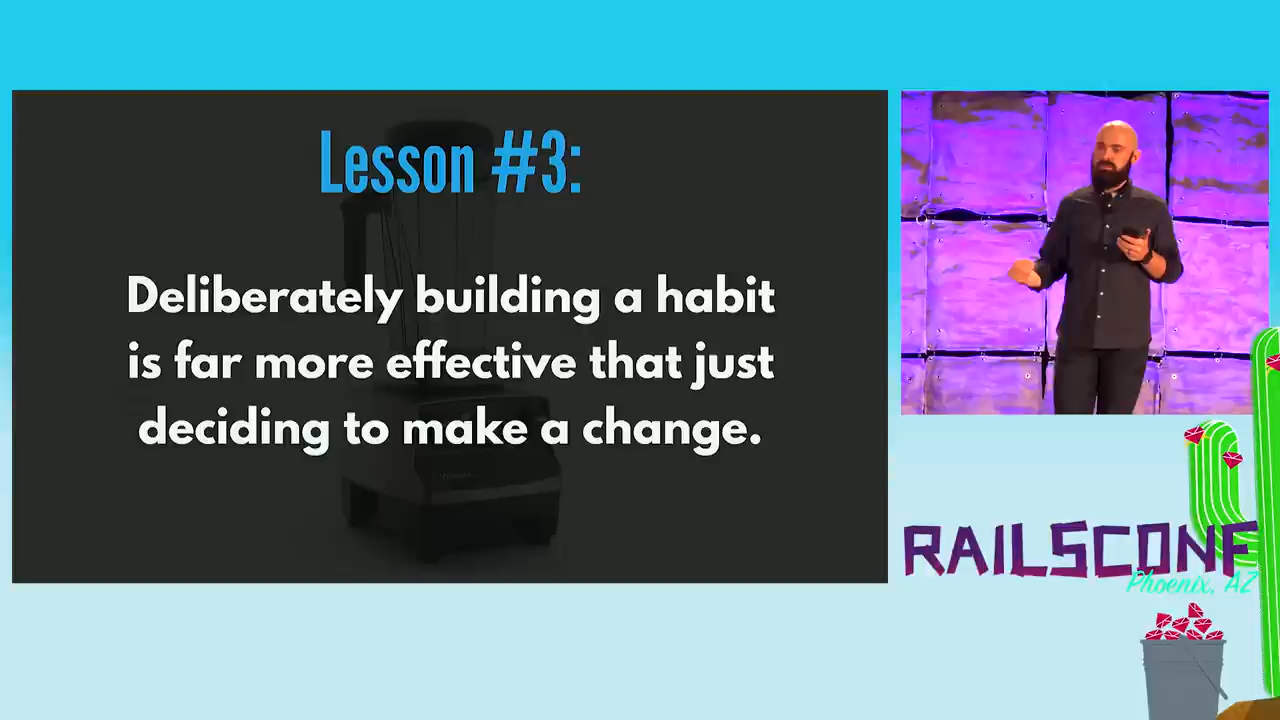 Lesson #3:
Deliberately building a habit
is far more effective that just
deciding to make a change.
RAILSCONF
Phoenix, AZ